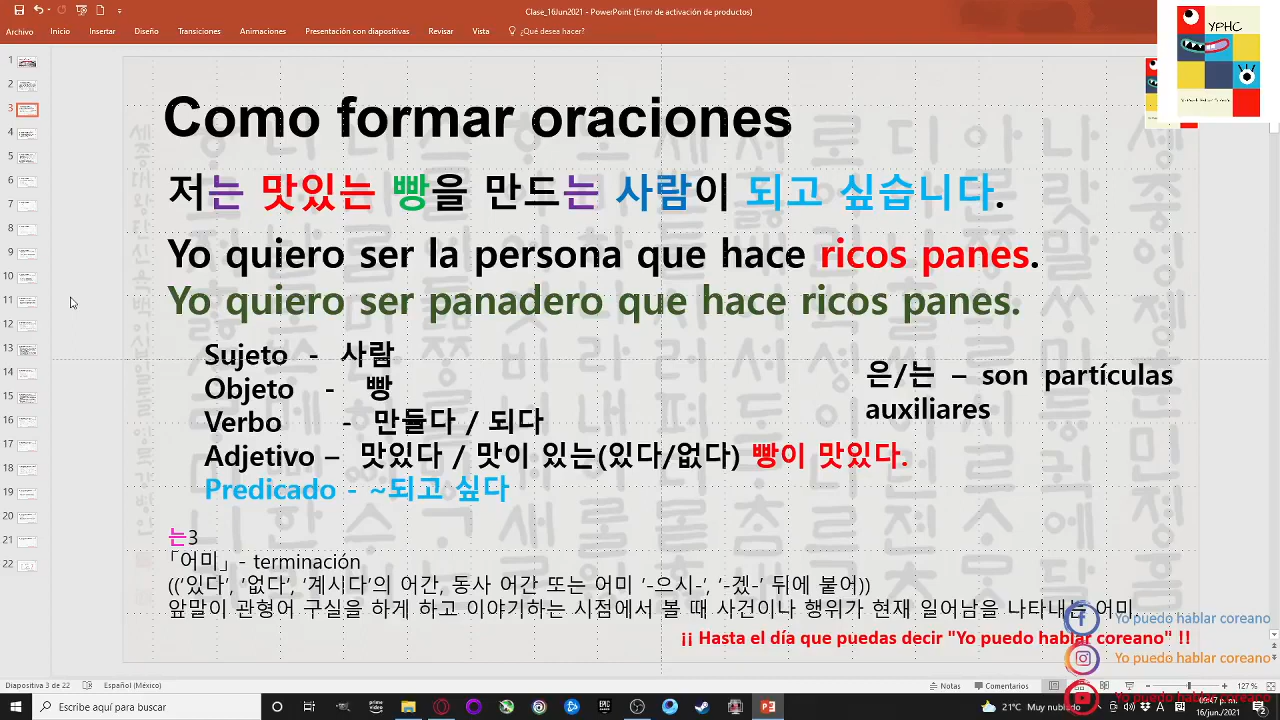 Clase_16Jun2021 - PowerPoint (Error de activación de productos)
Archivo Inicio Insertar Diseño Transiciones Animaciones Presentación con diapositivas Revisar Vista ¿Qué desea hacer?
YPHC
Como formar oraciones
저는 맛있는 빵을 만드는 사람이 되고 싶습니다.
Yo quiero ser la persona que hace ricos panes.
Yo quiero ser panadero que hace ricos panes.
Sujeto - 사람
Objeto - 빵
Verbo - 만들다 / 되다
Adjetivo – 맛있다 / 맛이 있는(있다/없다) 빵이 맛있다.
Predicado - ~되고 싶다
은/는 – son partículas
auxiliares
는3
「어미」- terminación
(('있다', '없다', '계시다'의 어간, 동사 어간 또는 어미 '-으시-', '-겠-' 뒤에 붙어))
앞말이 관형어 구실을 하게 하고 이야기하는 시점에서 볼 때 사건이나 행위가 현재 일어남을 나타내는 어미
¡¡ Hasta el día que puedas decir "Yo puedo hablar coreano" !!
Yo puedo hablar coreano
Yo puedo hablar coreano
Yo puedo hablar coreano
Diapositiva 3 de 22 Español (México) Notas Comentarios 127 %
Escribe aquí para buscar
21°C Muy nublado
16/jun./2021